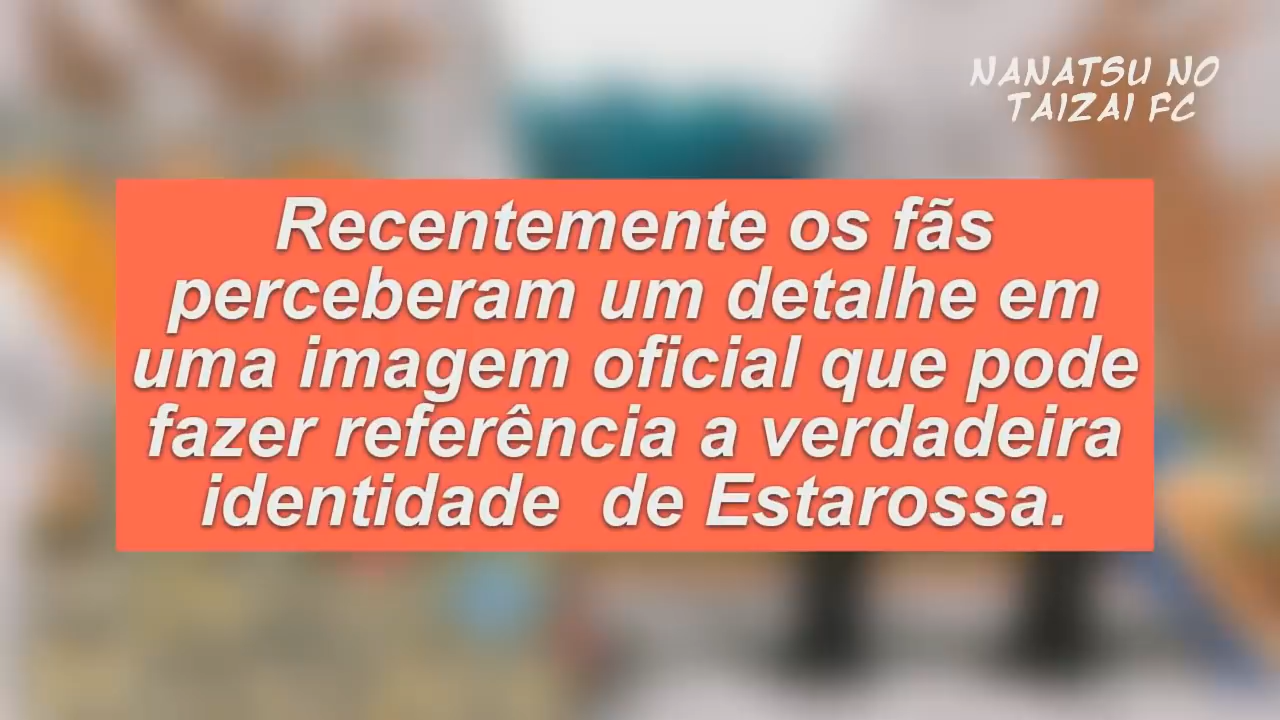 NANATSU NO
TAIZAI FC
Recentemente os fãs
perceberam um detalhe em
uma imagem oficial que pode
fazer referência a verdadeira
identidade  de Estarossa.